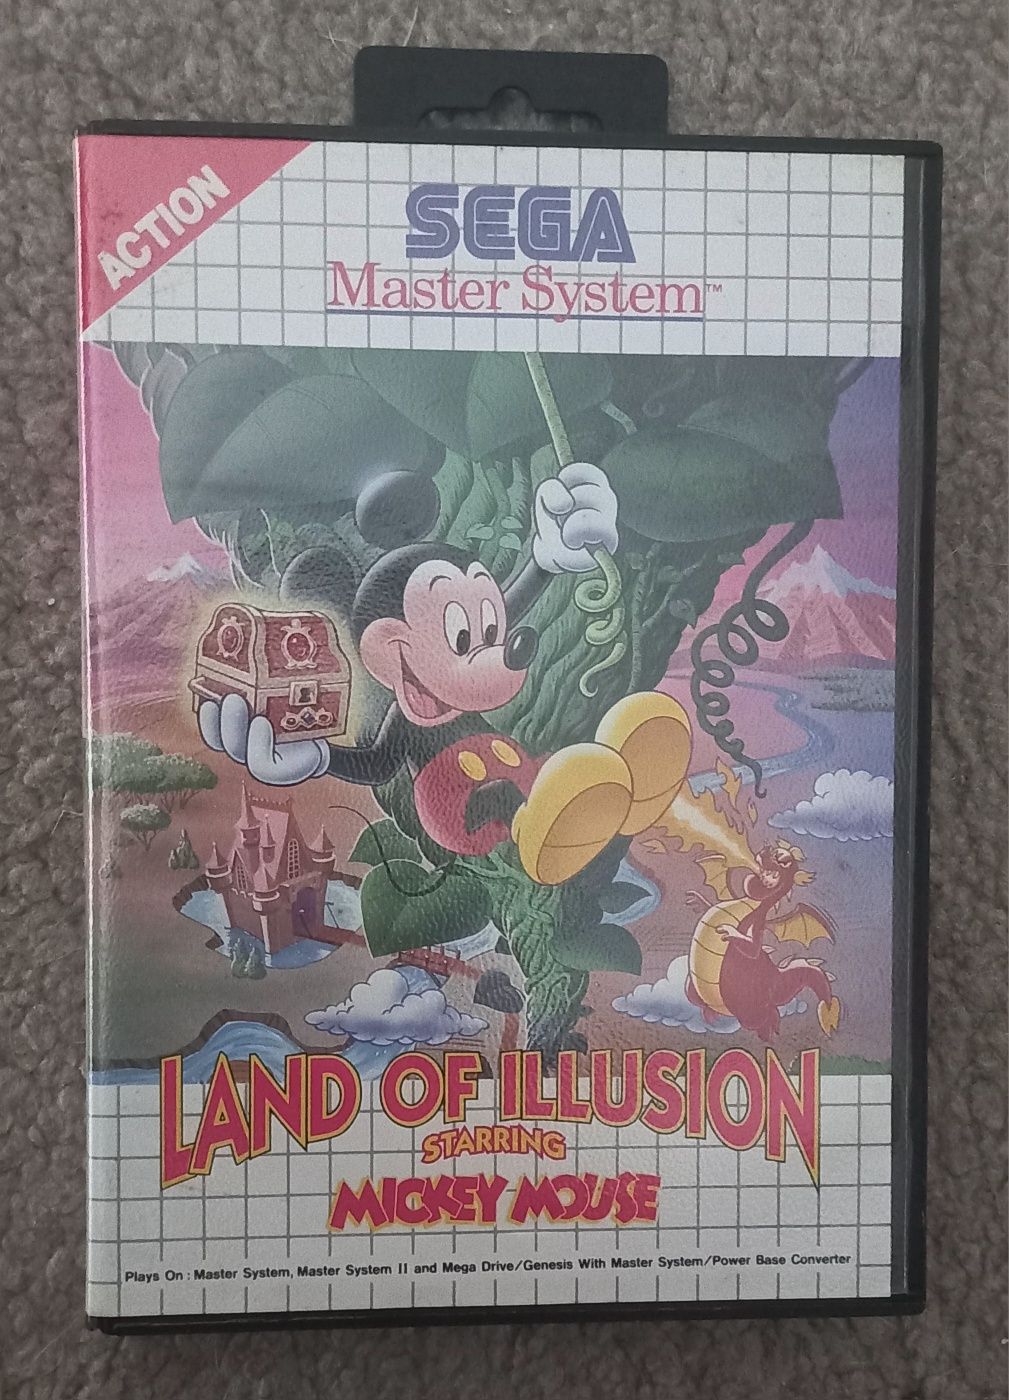 ACTION
SEGA
Master System™
LAND OF ILLUSION
STARRING
MICKEY MOUSE
Plays On : Master System, Master System II and Mega Drive/Genesis With Master System/Power Base Converter